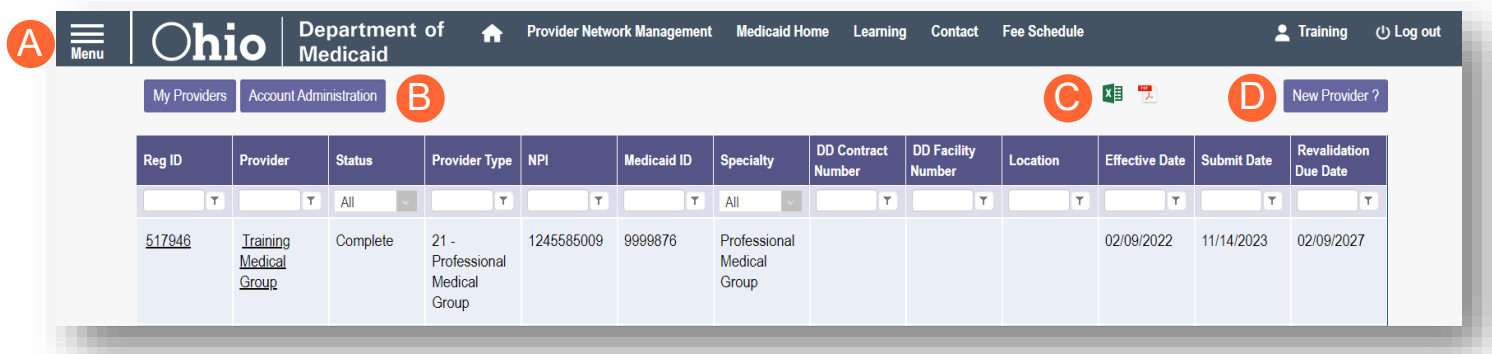 A Menu Ohio Department of Medicaid Provider Network Management Medicaid Home Learning Contact Fee Schedule Training Log out
My Providers Account Administration B C PDF D New Provider ?
Reg ID Provider Status Provider Type NPI Medicaid ID Specialty DD Contract Number DD Facility Number Location Effective Date Submit Date Revalidation Due Date
All All
517946 Training Complete 21 - 1245585009 9999876 Professional 02/09/2022 11/14/2023 02/09/2027
Medical Professional Medical
Group Medical Group
Group